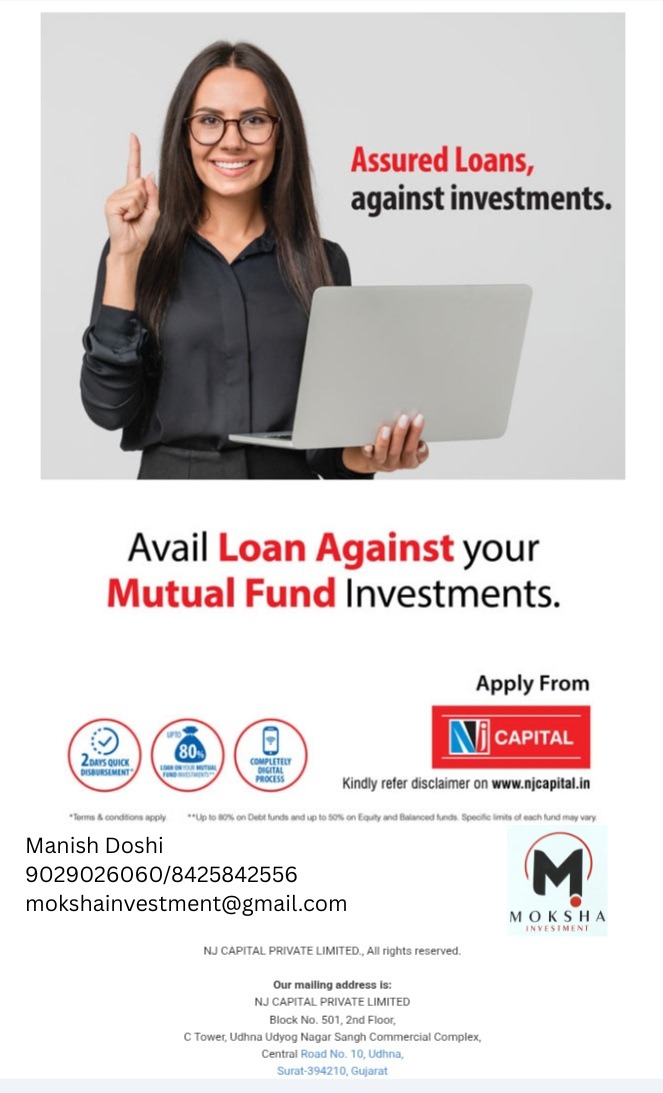 Assured Loans,
against investments.
Avail Loan Against your
Mutual Fund Investments.
Apply From
Nj CAPITAL
2 DAYS QUICK
DISBURSEMENT*
UPTO
80%
LOAN ON YOUR MUTUAL
FUND INVESTMENTS**
COMPLETELY
DIGITAL
PROCESS
Kindly refer disclaimer on www.njcapital.in
*Terms & conditions apply. **Up to 80% on Debt funds and up to 50% on Equity and Balanced funds. Specific limits of each fund may vary.
Manish Doshi
9029026060/8425842556
mokshainvestment@gmail.com
M
MOKSHA
INVESTMENT
NJ CAPITAL PRIVATE LIMITED., All rights reserved.
Our mailing address is:
NJ CAPITAL PRIVATE LIMITED
Block No. 501, 2nd Floor,
C Tower, Udhna Udyog Nagar Sangh Commercial Complex,
Central Road No. 10, Udhna,
Surat-394210, Gujarat